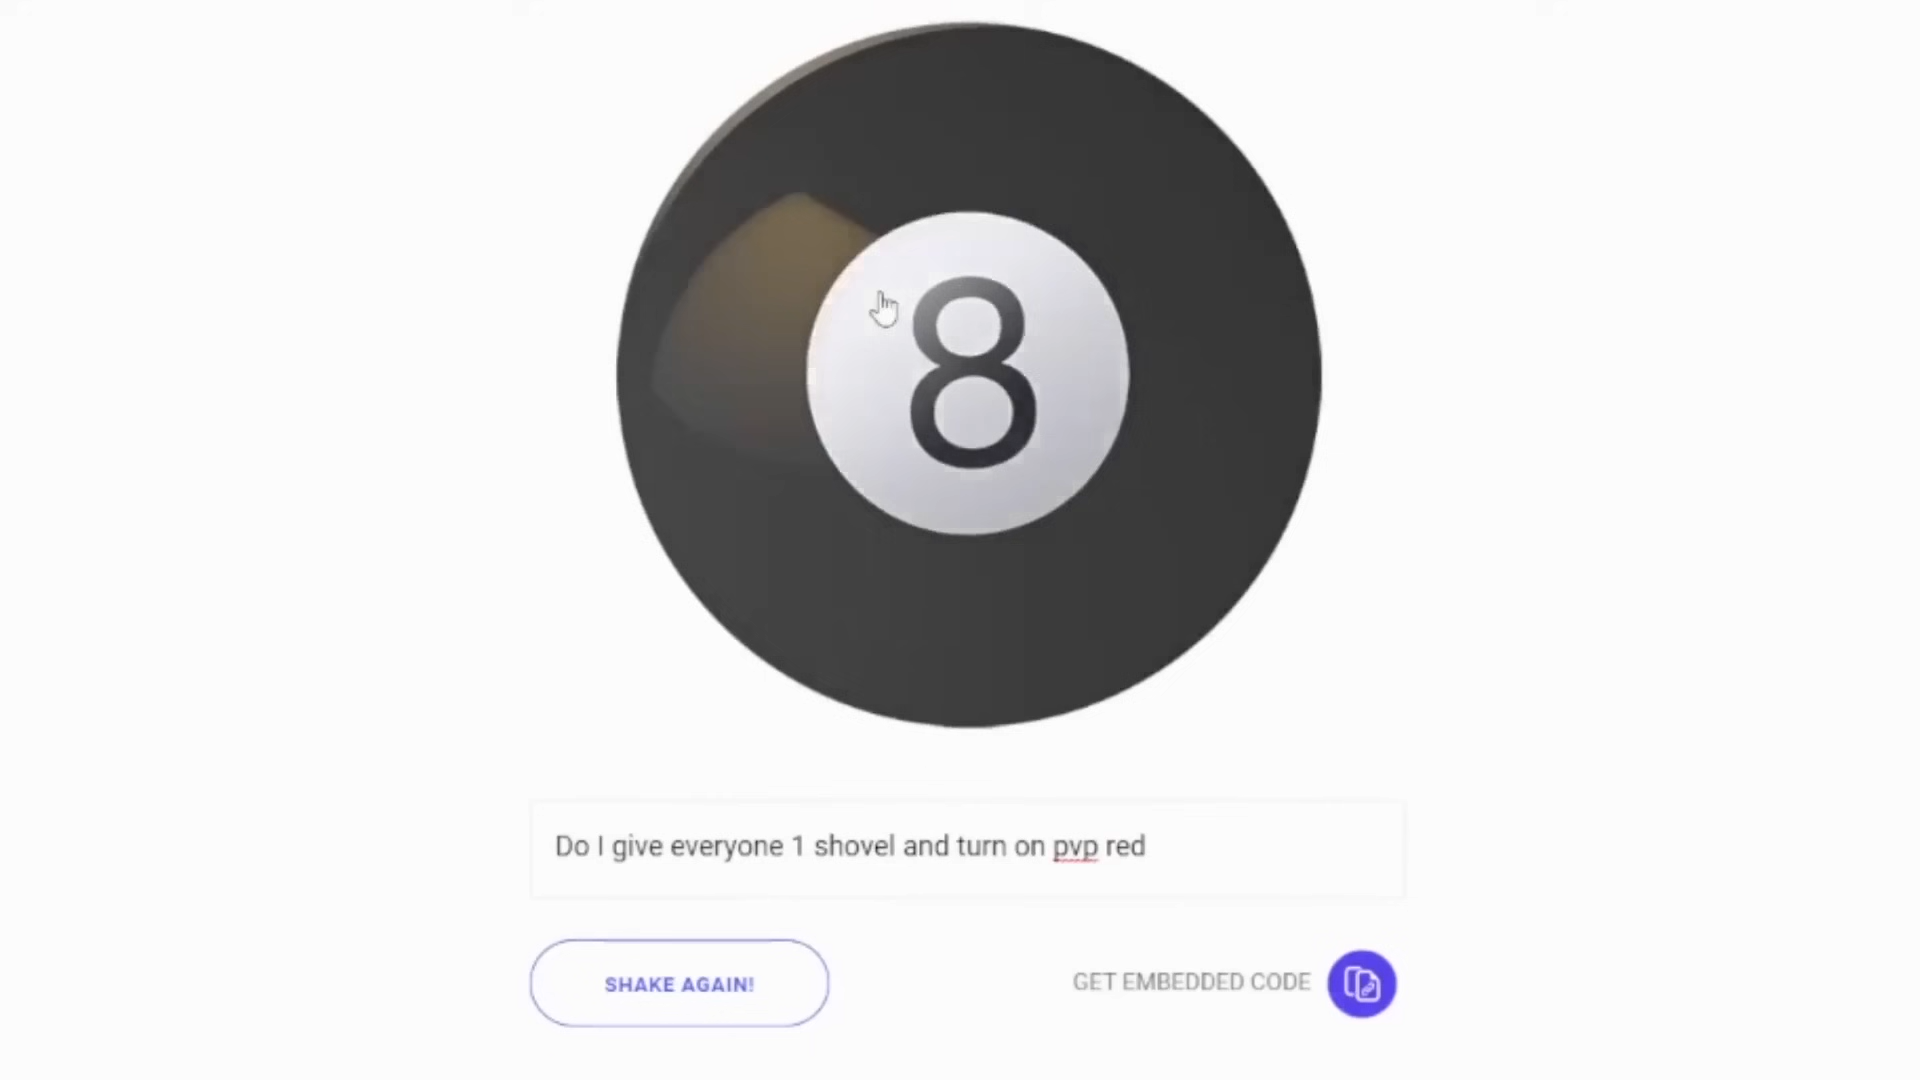 8
Do I give everyone 1 shovel and turn on pvp red
SHAKE AGAIN!
GET EMBEDDED CODE